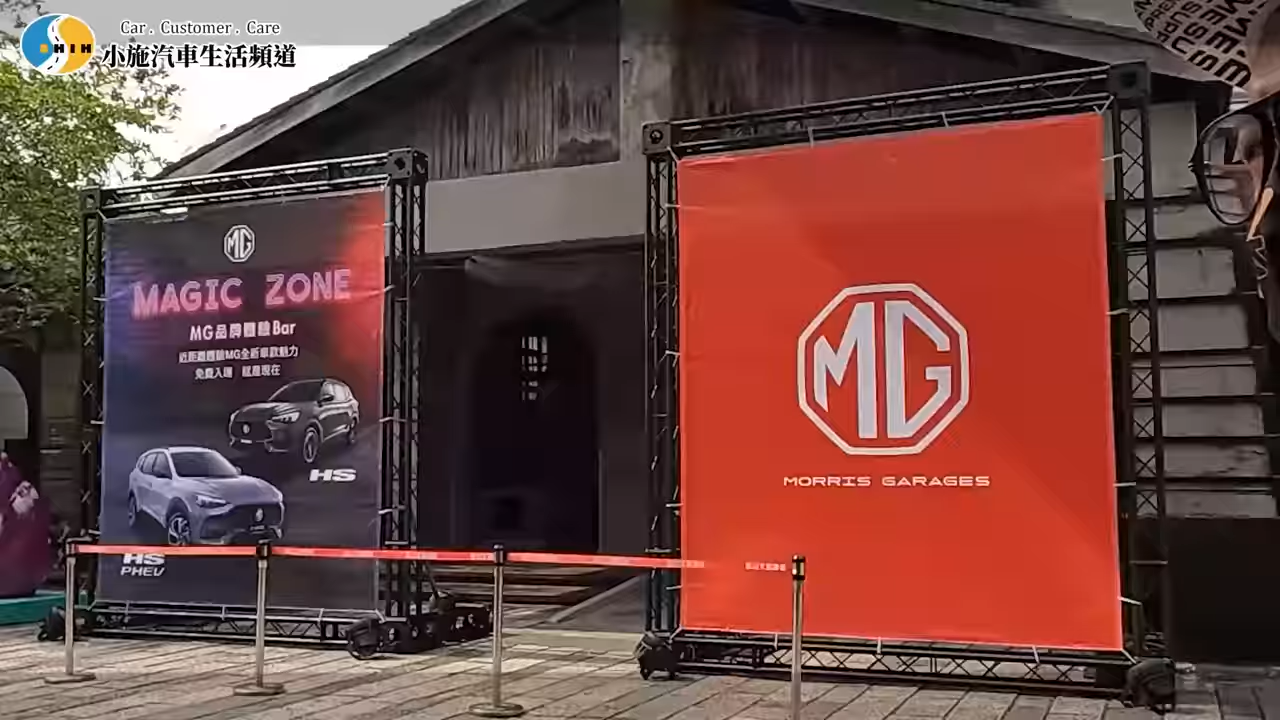 Car . Customer . Care
SHIH
小施汽車生活頻道
MG
MAGIC ZONE
MG品牌體驗Bar
近距離體驗MG全新車款魅力
免費入場 就是現在
HS
HS
PHEV
MG
MORRIS GARAGES